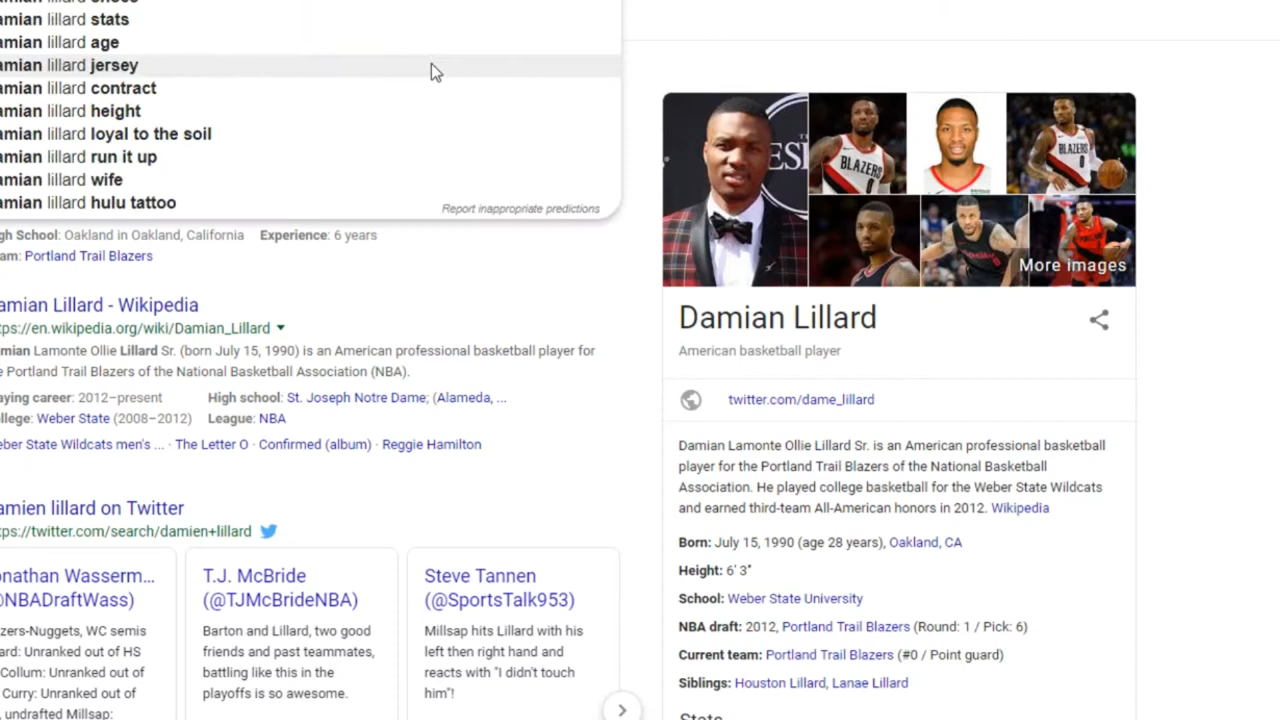 amian lillard stats
amian lillard age
amian lillard jersey
amian lillard contract
amian lillard height
amian lillard loyal to the soil
amian lillard run it up
amian lillard wife
amian lillard hulu tattoo
Report inappropriate predictions
gh School: Oakland in Oakland, California Experience: 6 years
am: Portland Trail Blazers
amian Lillard - Wikipedia
tps://en.wikipedia.org/wiki/Damian_Lillard
mian Lamonte Ollie Lillard Sr. (born July 15, 1990) is an American professional basketball player for
e Portland Trail Blazers of the National Basketball Association (NBA).
aying career: 2012–present High school: St. Joseph Notre Dame; (Alameda, ...
llege: Weber State (2008–2012) League: NBA
eber State Wildcats men's ... · The Letter O · Confirmed (album) · Reggie Hamilton
amien lillard on Twitter
tps://twitter.com/search/damien+lillard
onathan Wasserm...
@NBADraftWass)
zers-Nuggets, WC semis
ard: Unranked out of HS
Collum: Unranked out of
Curry: Unranked out of
, undrafted Millsap:
T.J. McBride
(@TJMcBrideNBA)
Barton and Lillard, two good
friends and past teammates,
battling like this in the
playoffs is so awesome.
Steve Tannen
(@SportsTalk953)
Millsap hits Lillard with his
left then right hand and
reacts with "I didn't touch
him"!
BLAZERS
0
BLAZERS
0
More images
Damian Lillard
American basketball player
twitter.com/dame_lillard
Damian Lamonte Ollie Lillard Sr. is an American professional basketball
player for the Portland Trail Blazers of the National Basketball
Association. He played college basketball for the Weber State Wildcats
and earned third-team All-American honors in 2012. Wikipedia
Born: July 15, 1990 (age 28 years), Oakland, CA
Height: 6′ 3″
School: Weber State University
NBA draft: 2012, Portland Trail Blazers (Round: 1 / Pick: 6)
Current team: Portland Trail Blazers (#0 / Point guard)
Siblings: Houston Lillard, Lanae Lillard
Stats